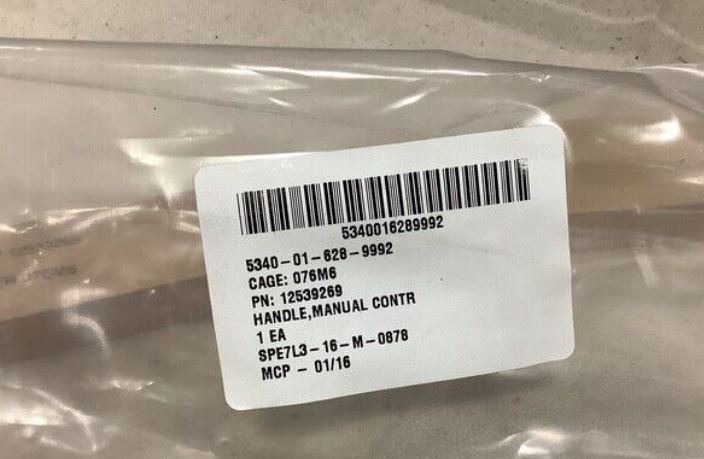 5340016289992
5340-01-628-9992
CAGE: 076M6
PN: 12539269
HANDLE,MANUAL CONTR
1 EA
SPE7L3-16-M-0878
MCP - 01/16